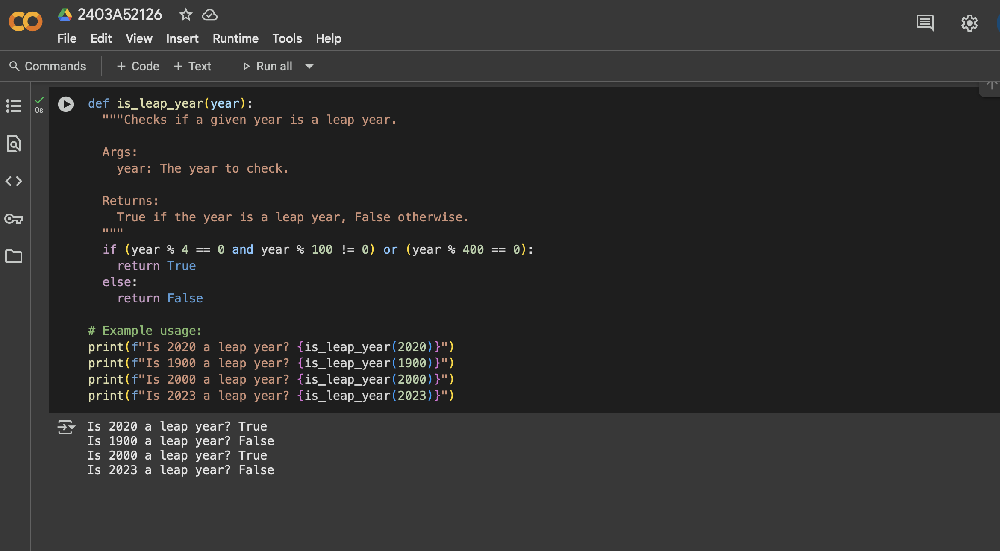 2403A52126
File Edit View Insert Runtime Tools Help
Commands + Code + Text Run all
0s
def is_leap_year(year):
  """Checks if a given year is a leap year.

  Args:
    year: The year to check.

  Returns:
    True if the year is a leap year, False otherwise.
  """
  if (year % 4 == 0 and year % 100 != 0) or (year % 400 == 0):
    return True
  else:
    return False

# Example usage:
print(f"Is 2020 a leap year? {is_leap_year(2020)}")
print(f"Is 1900 a leap year? {is_leap_year(1900)}")
print(f"Is 2000 a leap year? {is_leap_year(2000)}")
print(f"Is 2023 a leap year? {is_leap_year(2023)}")
Is 2020 a leap year? True
Is 1900 a leap year? False
Is 2000 a leap year? True
Is 2023 a leap year? False